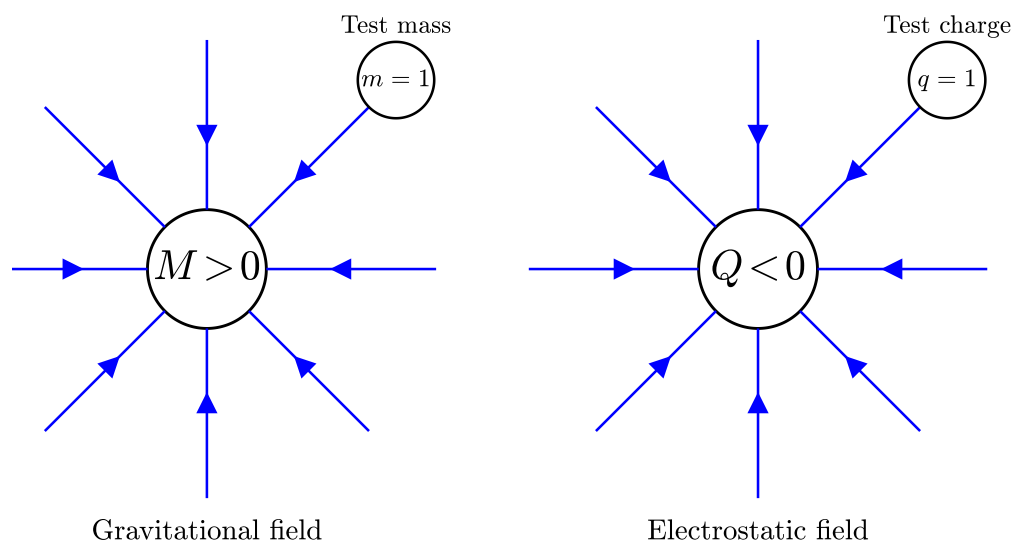 Test mass
m = 1
M > 0
Gravitational field
Test charge
q = 1
Q < 0
Electrostatic field